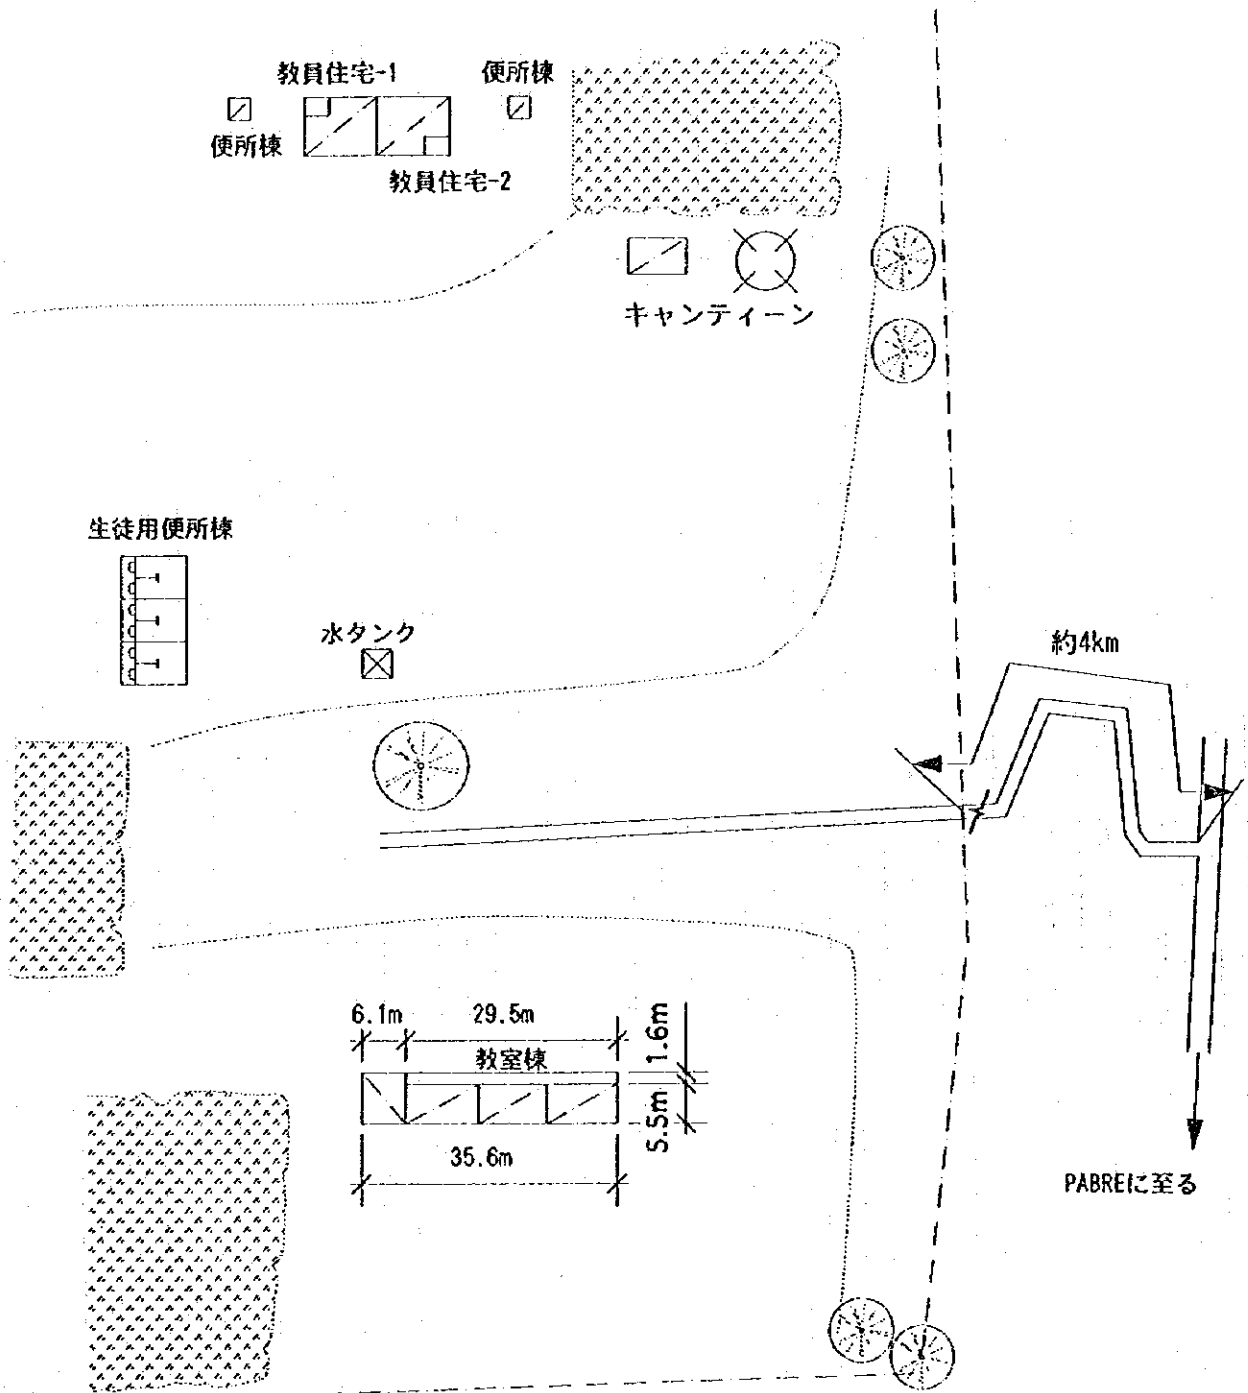 教員住宅-1
便所棟
便所棟
教員住宅-2
キャンティーン
生徒用便所棟
水タンク
約4km
6.1m
29.5m
1.6m
教室棟
5.5m
35.6m
PABREに至る